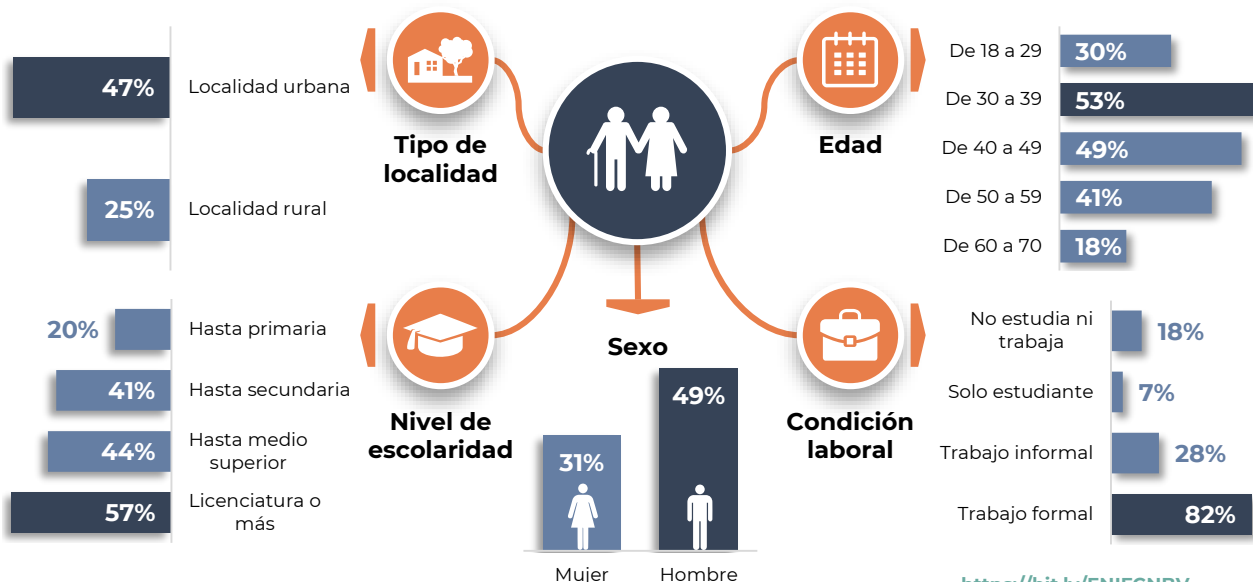 47%
Localidad urbana
25%
Localidad rural
Tipo de
localidad
Edad
De 18 a 29
30%
De 30 a 39
53%
De 40 a 49
49%
De 50 a 59
41%
De 60 a 70
18%
20%
Hasta primaria
41%
Hasta secundaria
44%
Hasta medio
superior
57%
Licenciatura o
más
Nivel de
escolaridad
Sexo
31%
49%
Mujer
Hombre
Condición
laboral
No estudia ni
trabaja
18%
Solo estudiante
7%
Trabajo informal
28%
Trabajo formal
82%